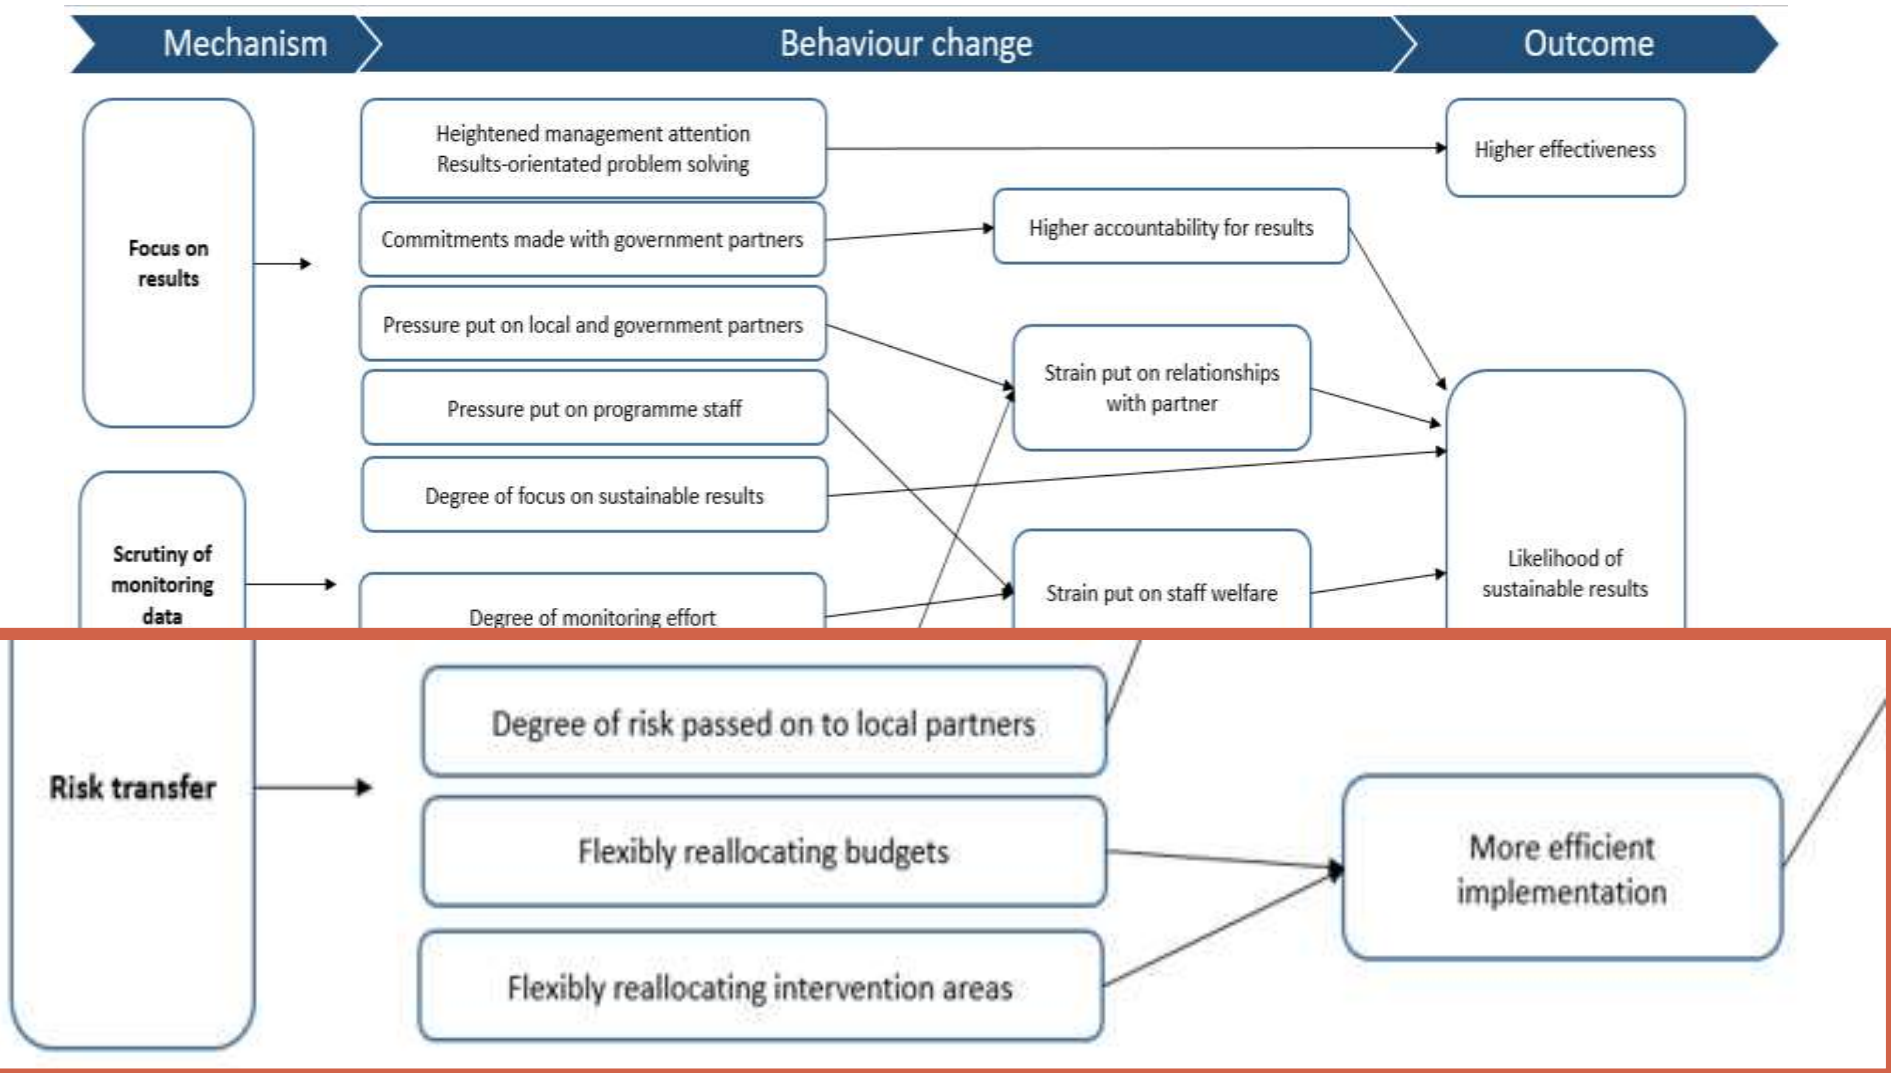 Mechanism
Behaviour change
Outcome
Focus on
results
Heightened management attention
Results-orientated problem solving
Higher effectiveness
Commitments made with government partners
Higher accountability for results
Pressure put on local and government partners
Strain put on relationships
with partner
Pressure put on programme staff
Degree of focus on sustainable results
Scrutiny of
monitoring
data
Degree of monitoring effort
Strain put on staff welfare
Likelihood of
sustainable results
Risk transfer
Degree of risk passed on to local partners
Flexibly reallocating budgets
Flexibly reallocating intervention areas
More efficient
implementation